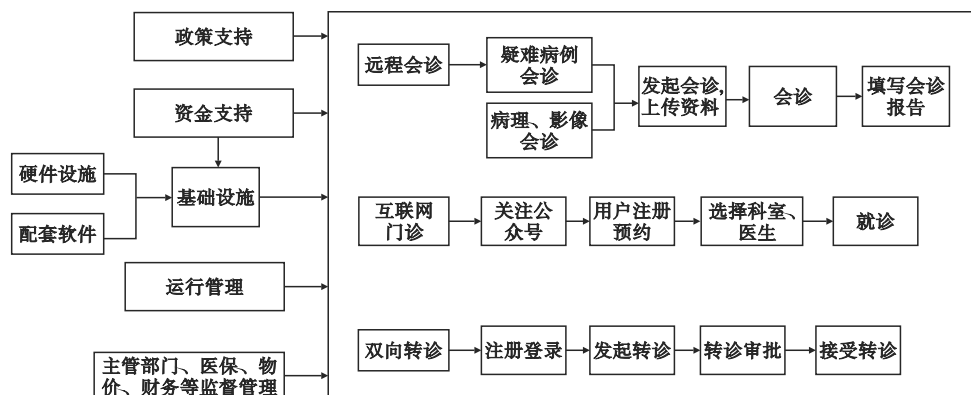 政策支持
资金支持
硬件设施
配套软件
基础设施
运行管理
主管部门、医保、物
价、财务等监督管理
远程会诊
疑难病例
会诊
病理、影像
会诊
发起会诊,
上传资料
会诊
填写会诊
报告
互联网
门诊
关注公
众号
用户注册
预约
选择科室、
医生
就诊
双向转诊
注册登录
发起转诊
转诊审批
接受转诊